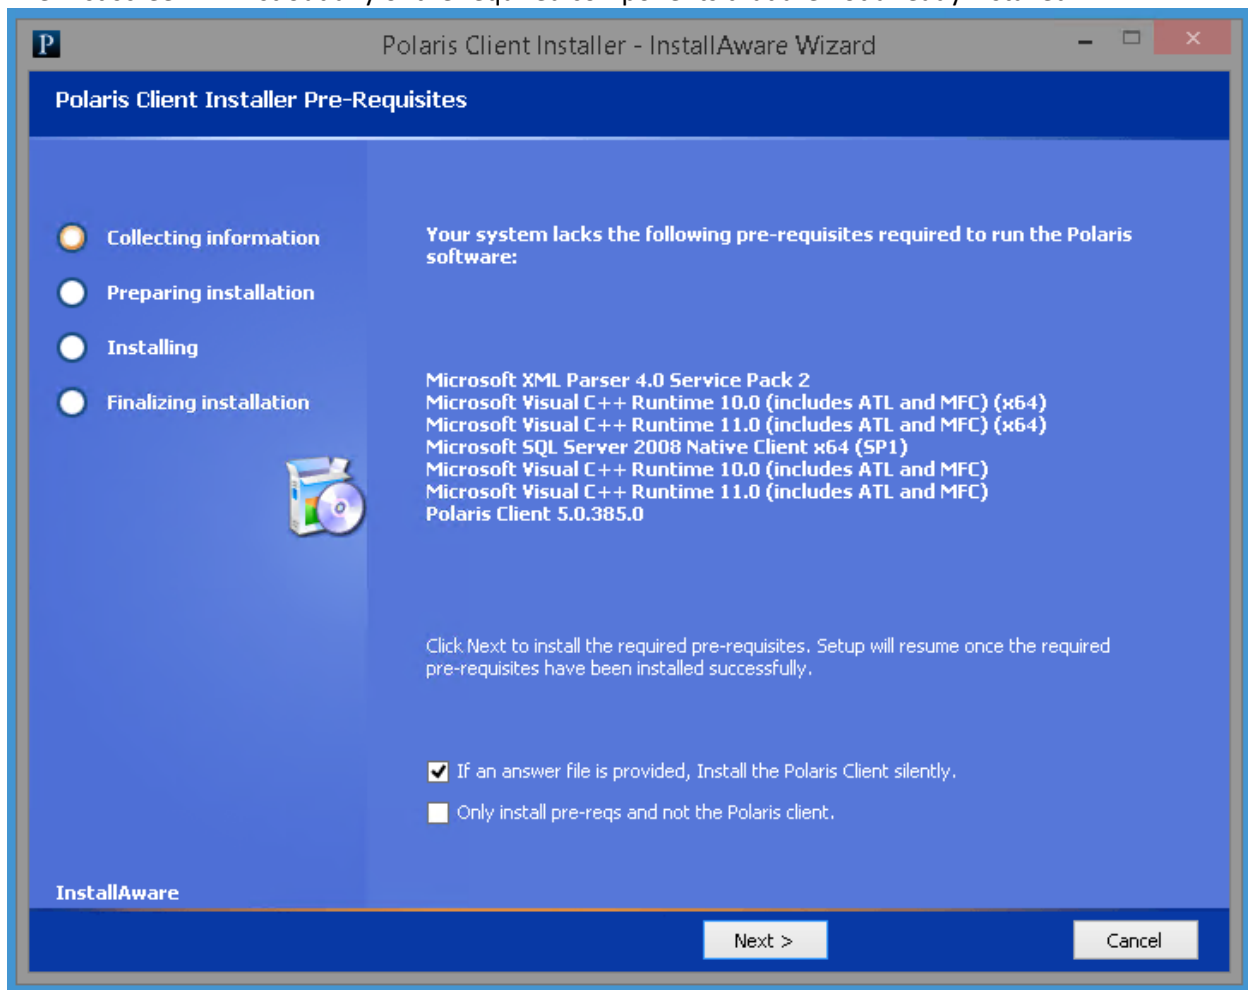 P
Polaris Client Installer - InstallAware Wizard
Polaris Client Installer Pre-Requisites
Collecting information
Preparing installation
Installing
Finalizing installation
Your system lacks the following pre-requisites required to run the Polaris
software:
Microsoft XML Parser 4.0 Service Pack 2
Microsoft Visual C++ Runtime 10.0 (includes ATL and MFC) (x64)
Microsoft Visual C++ Runtime 11.0 (includes ATL and MFC) (x64)
Microsoft SQL Server 2008 Native Client x64 (SP1)
Microsoft Visual C++ Runtime 10.0 (includes ATL and MFC)
Microsoft Visual C++ Runtime 11.0 (includes ATL and MFC)
Polaris Client 5.0.385.0
Click Next to install the required pre-requisites. Setup will resume once the required
pre-requisites have been installed successfully.
If an answer file is provided, Install the Polaris Client silently.
Only install pre-reqs and not the Polaris client.
InstallAware
Next >
Cancel